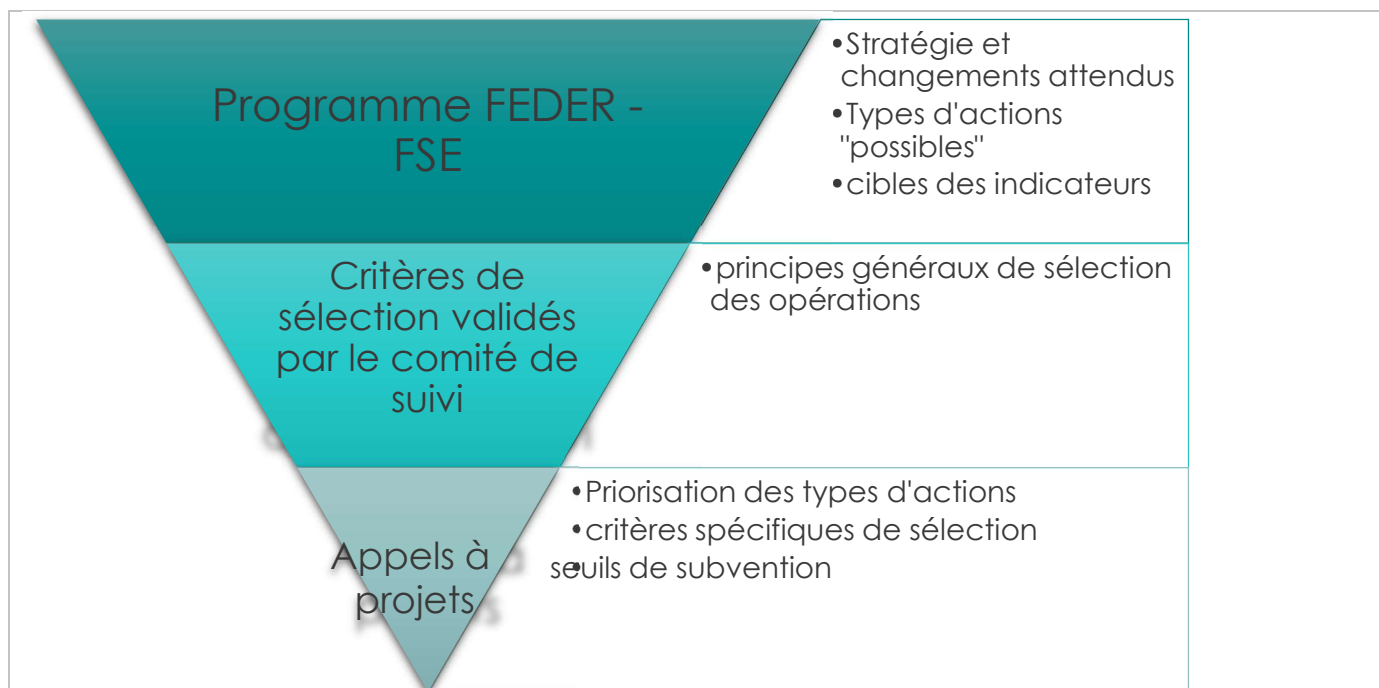 Programme FEDER -
FSE
•Stratégie et
changements attendus
•Types d'actions
"possibles"
•cibles des indicateurs
Critères de
sélection validés
par le comité de
suivi
•principes généraux de sélection
des opérations
Appels à
projets
•Priorisation des types d'actions
•critères spécifiques de sélection
•seuils de subvention